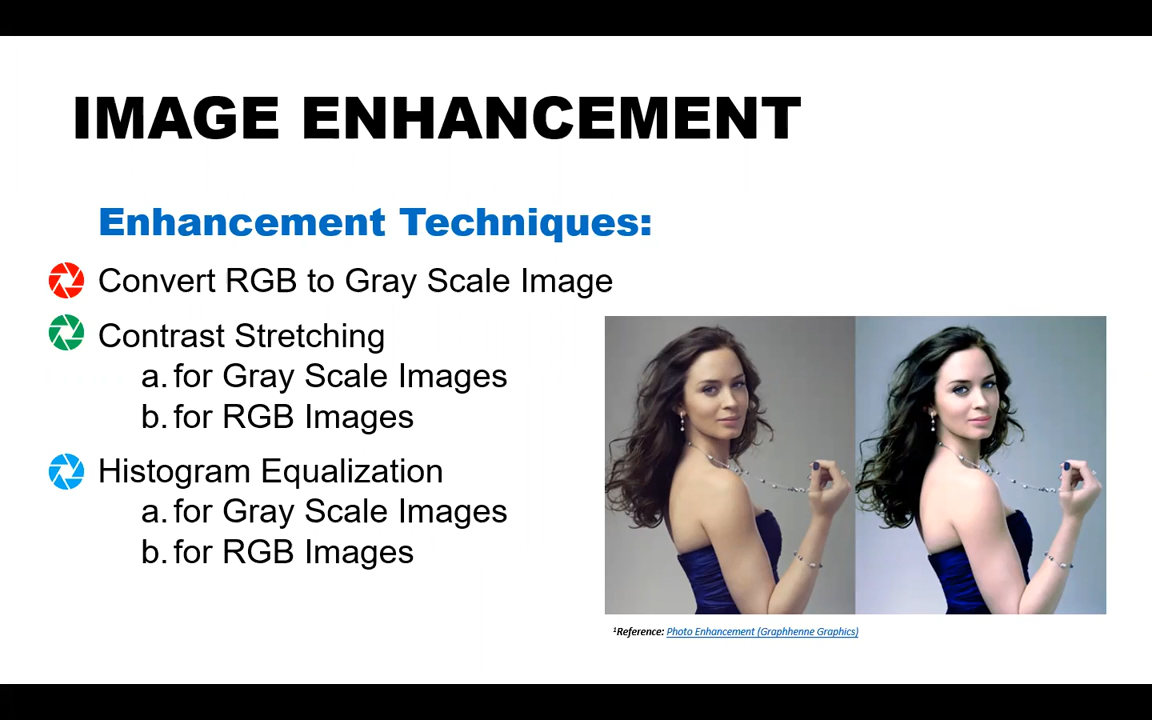 IMAGE ENHANCEMENT
Enhancement Techniques:
Convert RGB to Gray Scale Image
Contrast Stretching
a. for Gray Scale Images
b. for RGB Images
Histogram Equalization
a. for Gray Scale Images
b. for RGB Images
¹Reference: Photo Enhancement (Graphhenne Graphics)